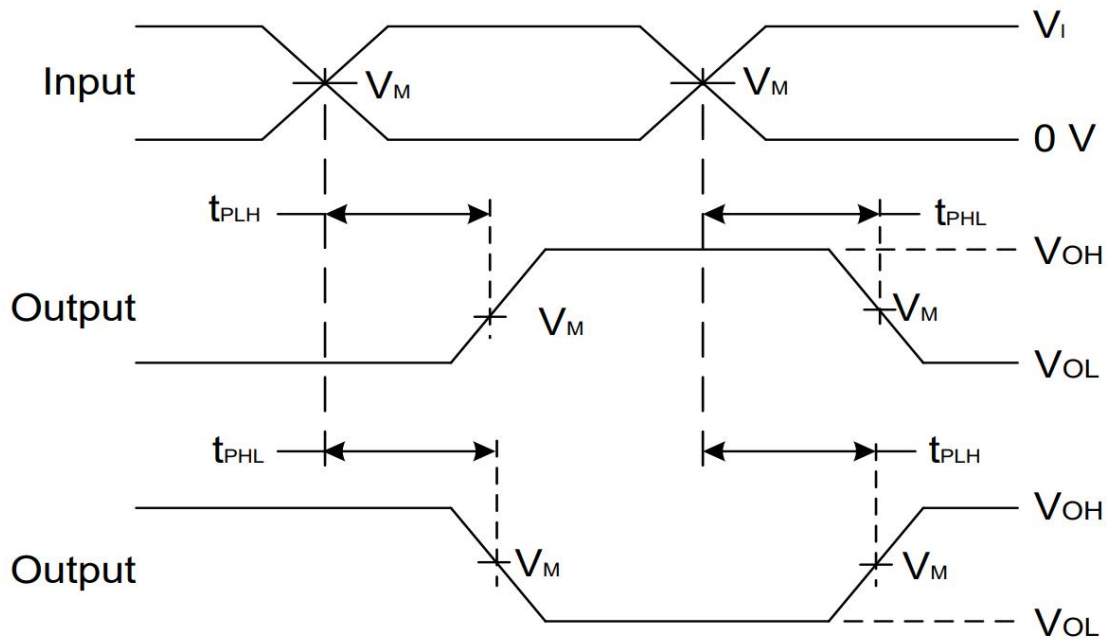 VI
Input VM VM
0 V
tPLH tPHL
VOH
Output VM VM
VOL
tPHL tPLH
VOH
Output VM VM
VOL